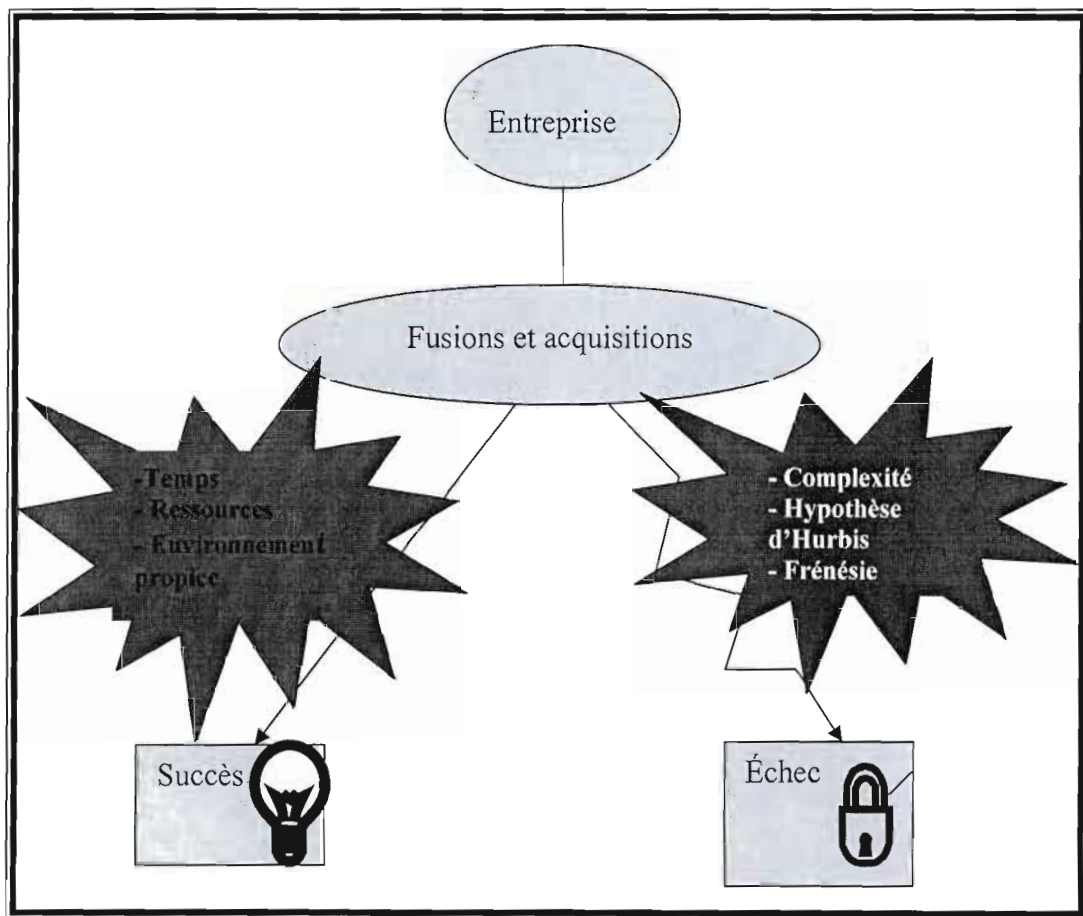 Entreprise
Fusions et acquisitions
-Temps
- Ressources
- Environnement
propice
- Complexité
- Hypothèse
d'Hurbis
- Frénésie
Succès
Échec